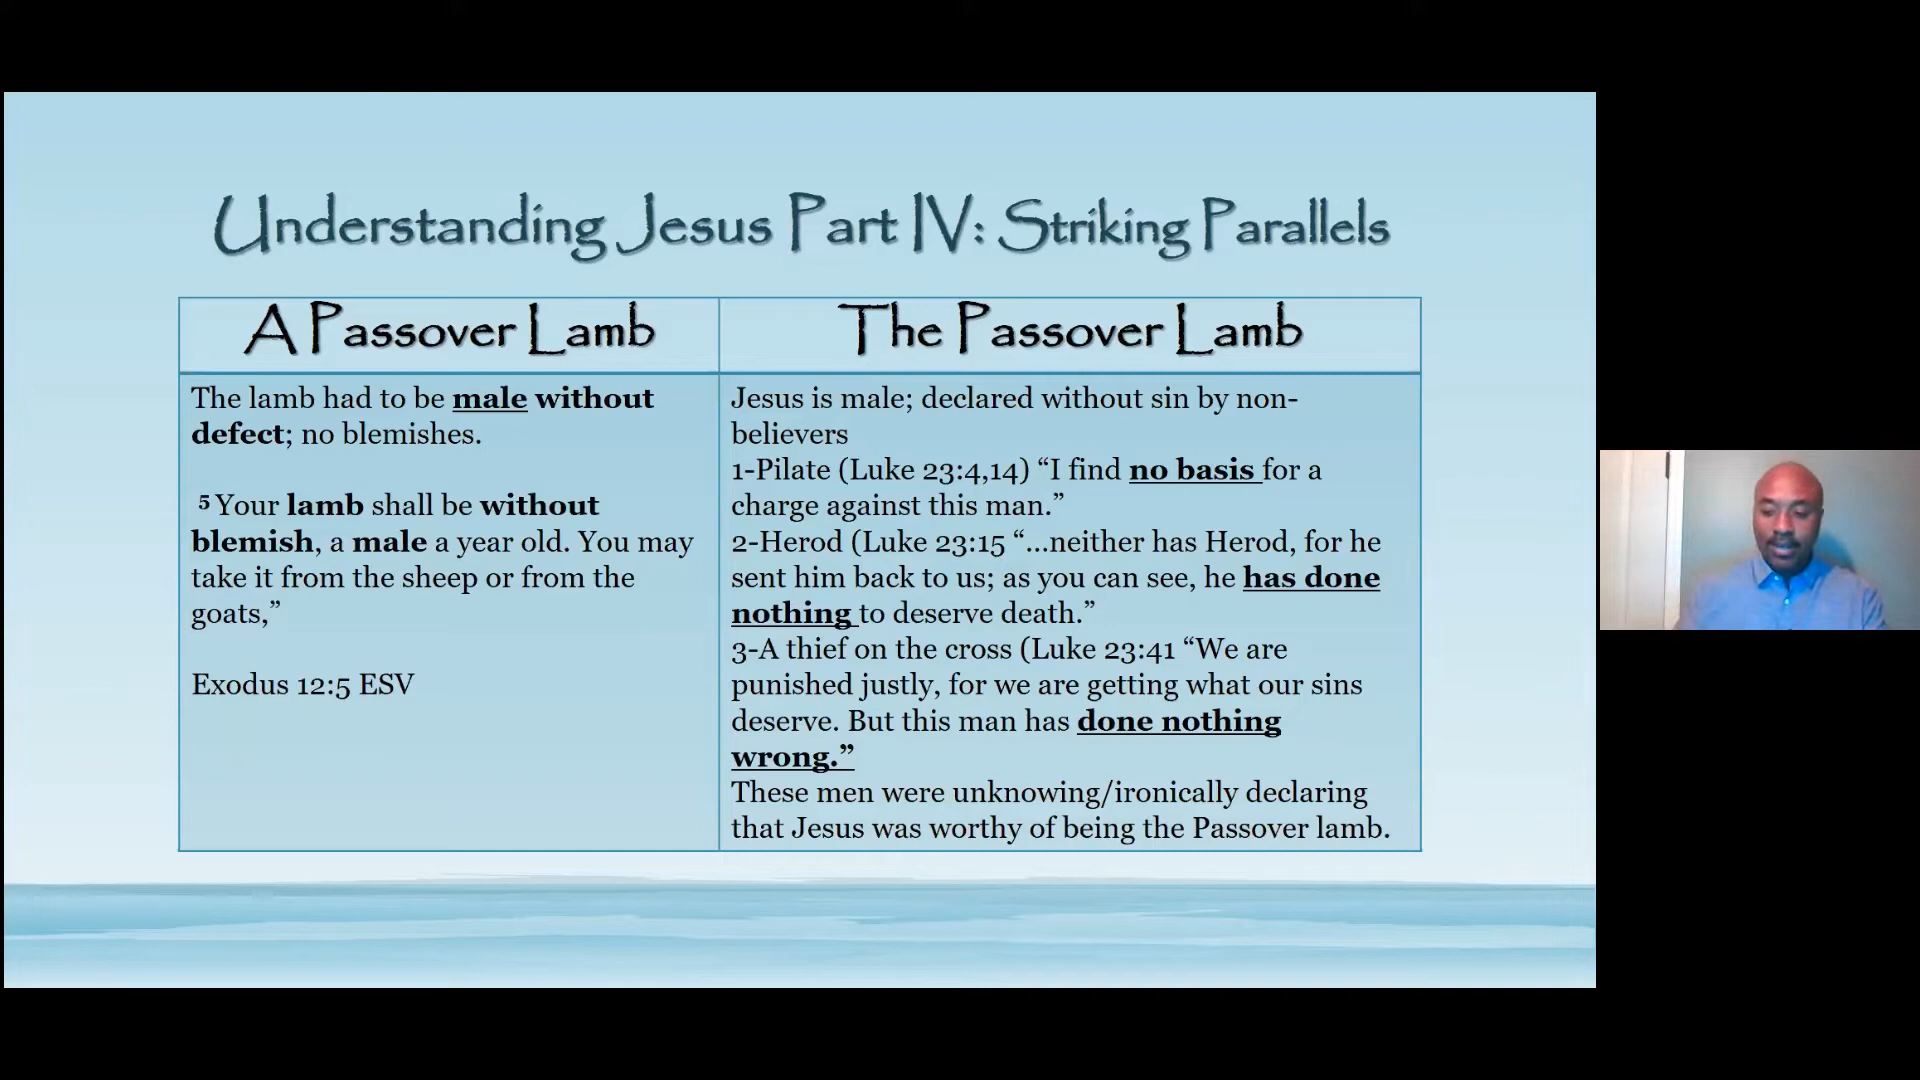 Understanding Jesus Part IV: Striking Parallels
A Passover Lamb
The lamb had to be male without
defect; no blemishes.
5 Your lamb shall be without
blemish, a male a year old. You may
take it from the sheep or from the
goats,”
Exodus 12:5 ESV
The Passover Lamb
Jesus is male; declared without sin by non-
believers
1-Pilate (Luke 23:4,14) “I find no basis for a
charge against this man.”
2-Herod (Luke 23:15 “…neither has Herod, for he
sent him back to us; as you can see, he has done
nothing to deserve death.”
3-A thief on the cross (Luke 23:41 “We are
punished justly, for we are getting what our sins
deserve. But this man has done nothing
wrong.”
These men were unknowing/ironically declaring
that Jesus was worthy of being the Passover lamb.